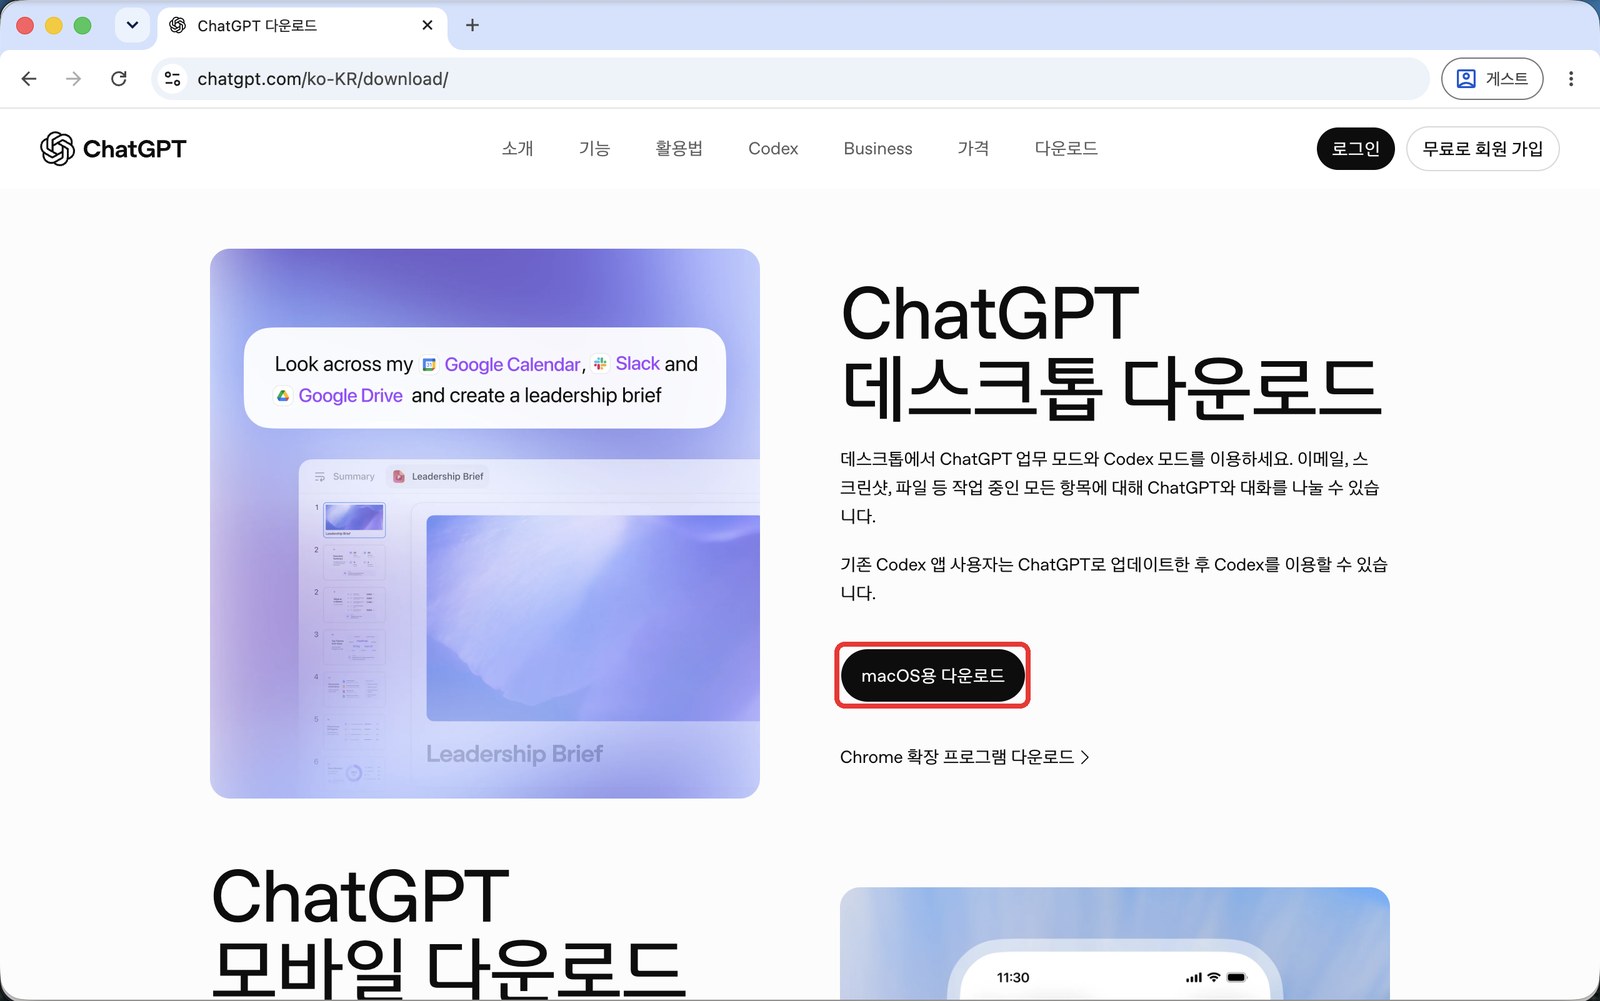 ChatGPT 다운로드
chatgpt.com/ko-KR/download/
게스트
ChatGPT
소개
기능
활용법
Codex
Business
가격
다운로드
로그인
무료로 회원 가입
Look across my Google Calendar, Slack and
Google Drive and create a leadership brief
Summary
Leadership Brief
1
2
2
3
4
5
6
Leadership Brief
ChatGPT
데스크톱 다운로드
데스크톱에서 ChatGPT 업무 모드와 Codex 모드를 이용하세요. 이메일, 스
크린샷, 파일 등 작업 중인 모든 항목에 대해 ChatGPT와 대화를 나눌 수 있습
니다.
기존 Codex 앱 사용자는 ChatGPT로 업데이트한 후 Codex를 이용할 수 있습
니다.
macOS용 다운로드
Chrome 확장 프로그램 다운로드
ChatGPT
모바일 다운로드
11:30